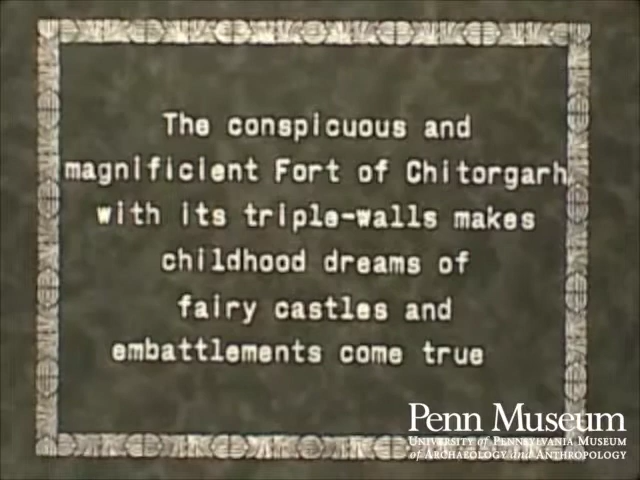 The conspicuous and
magnificient Fort of Chitorgarh
with its triple-walls makes
childhood dreams of
fairy castles and
embattlements come true
Penn Museum
University of Pennsylvania Museum
of Archaeology and Anthropology